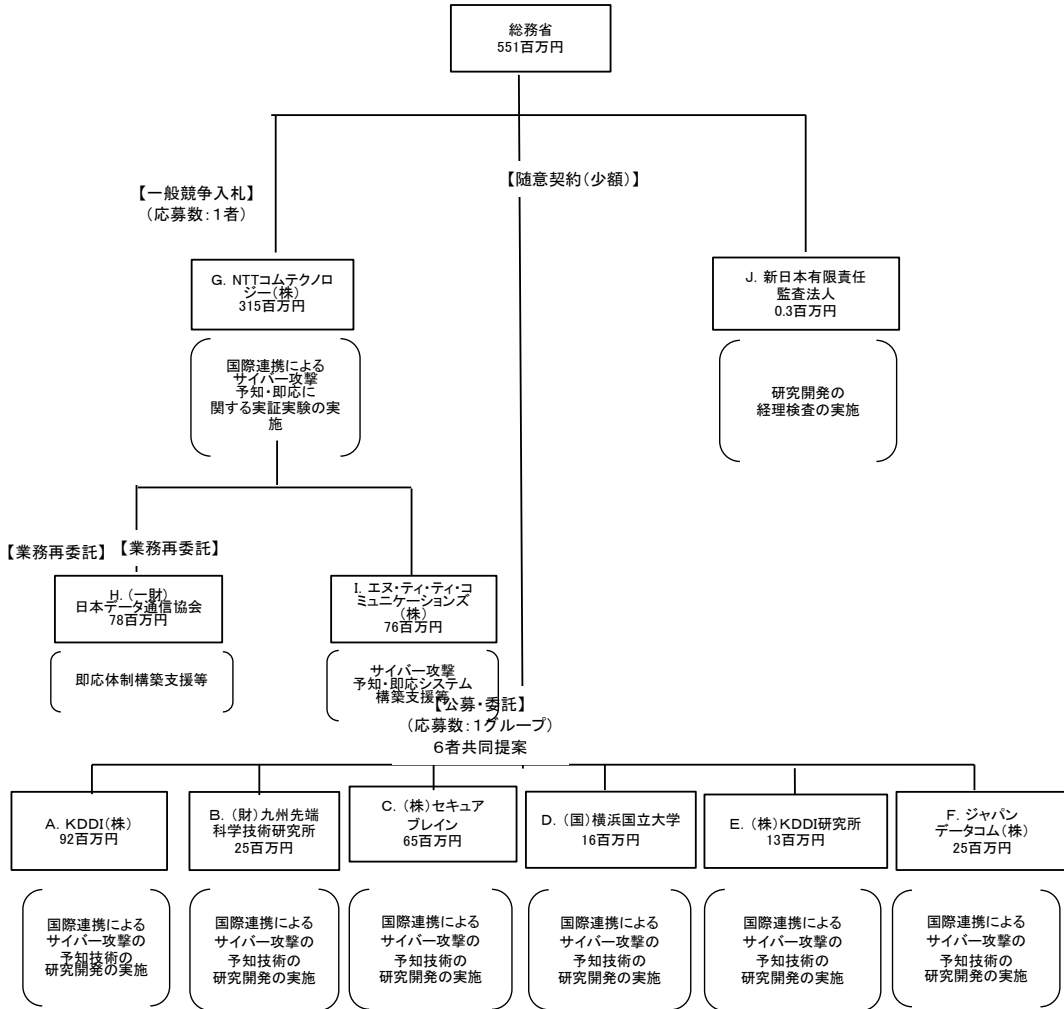 総務省
551百万円
【一般競争入札】
（応募数：１者）
【随意契約（少額）】
G．NTTコムテクノロ
ジー（株）
315百万円
J．新日本有限責任
監査法人
0.3百万円
国際連携による
サイバー攻撃
予知・即応に
関する実証実験の実
施
研究開発の
経理検査の実施
【業務再委託】
【業務再委託】
H．（一財）
日本データ通信協会
78百万円
I．エヌ・ティ・ティ・コ
ミュニケーションズ
（株）
76百万円
即応体制構築支援等
サイバー攻撃
予知・即応システム
構築支援等
【公募・委託】
（応募数：１グループ）
６者共同提案
A．KDDI（株）
92百万円
B．（財）九州先端
科学技術研究所
25百万円
C．（株）セキュア
ブレイン
65百万円
D．（国）横浜国立大学
16百万円
E．（株）KDDI研究所
13百万円
F．ジャパン
データコム（株）
25百万円
国際連携による
サイバー攻撃の
予知技術の
研究開発の実施
国際連携による
サイバー攻撃の
予知技術の
研究開発の実施
国際連携による
サイバー攻撃の
予知技術の
研究開発の実施
国際連携による
サイバー攻撃の
予知技術の
研究開発の実施
国際連携による
サイバー攻撃の
予知技術の
研究開発の実施
国際連携による
サイバー攻撃の
予知技術の
研究開発の実施